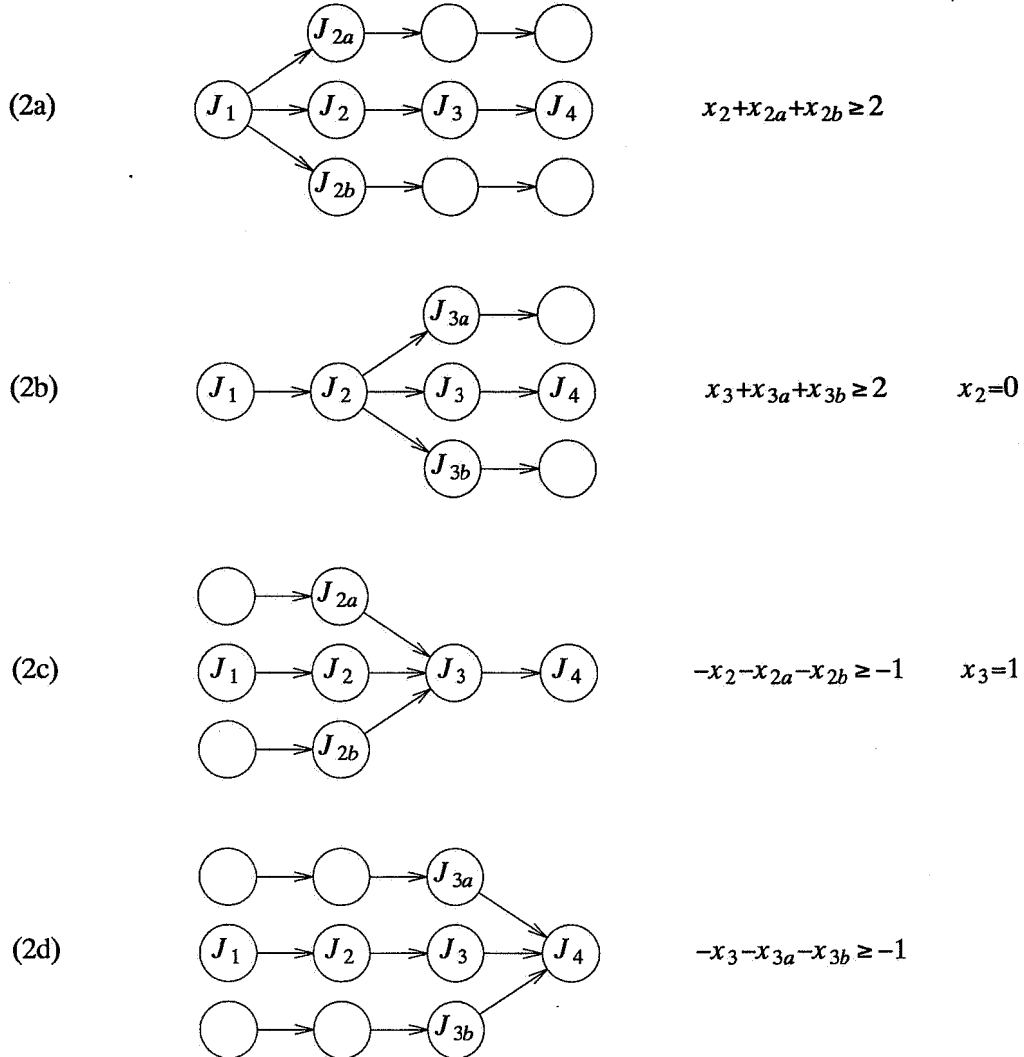 J2a
(2a) J1 J2 J3 J4 x2+x2a+x2b ≥ 2
J2b
J3a
(2b) J1 J2 J3 J4 x3+x3a+x3b ≥ 2 x2=0
J3b
J2a
(2c) J1 J2 J3 J4 −x2−x2a−x2b ≥ −1 x3=1
J2b
J3a
(2d) J1 J2 J3 J4 −x3−x3a−x3b ≥ −1
J3b